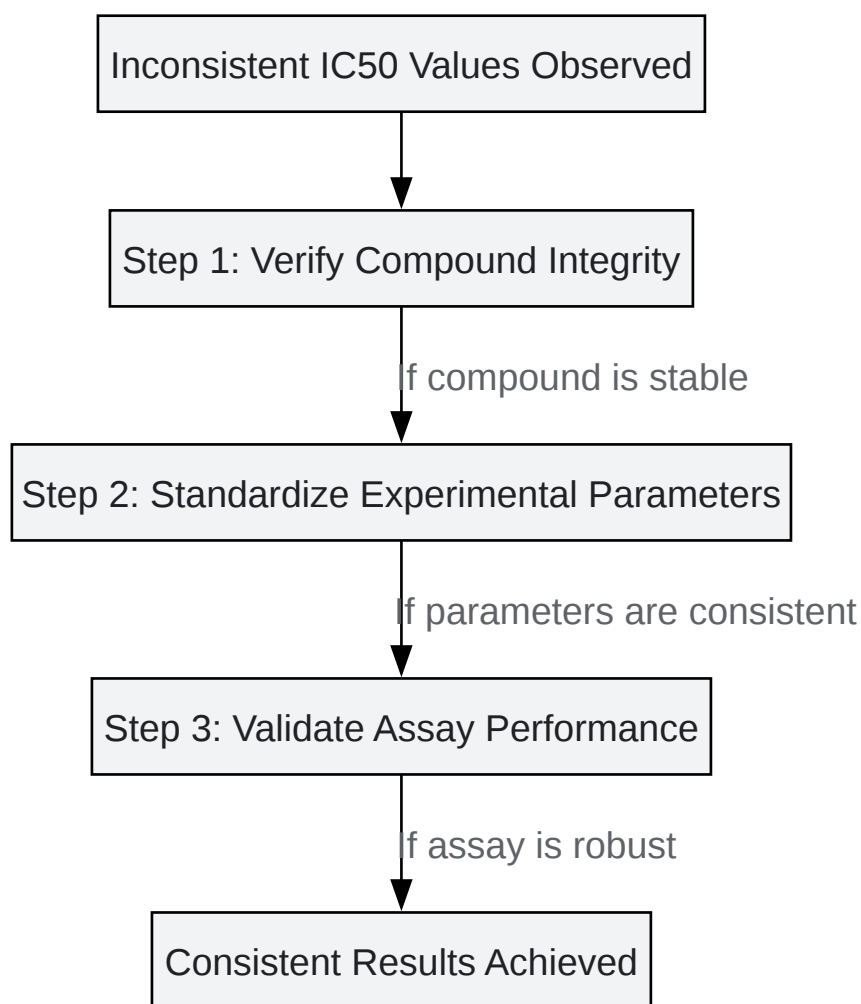 Inconsistent IC50 Values Observed
Step 1: Verify Compound Integrity
If compound is stable
Step 2: Standardize Experimental Parameters
If parameters are consistent
Step 3: Validate Assay Performance
If assay is robust
Consistent Results Achieved